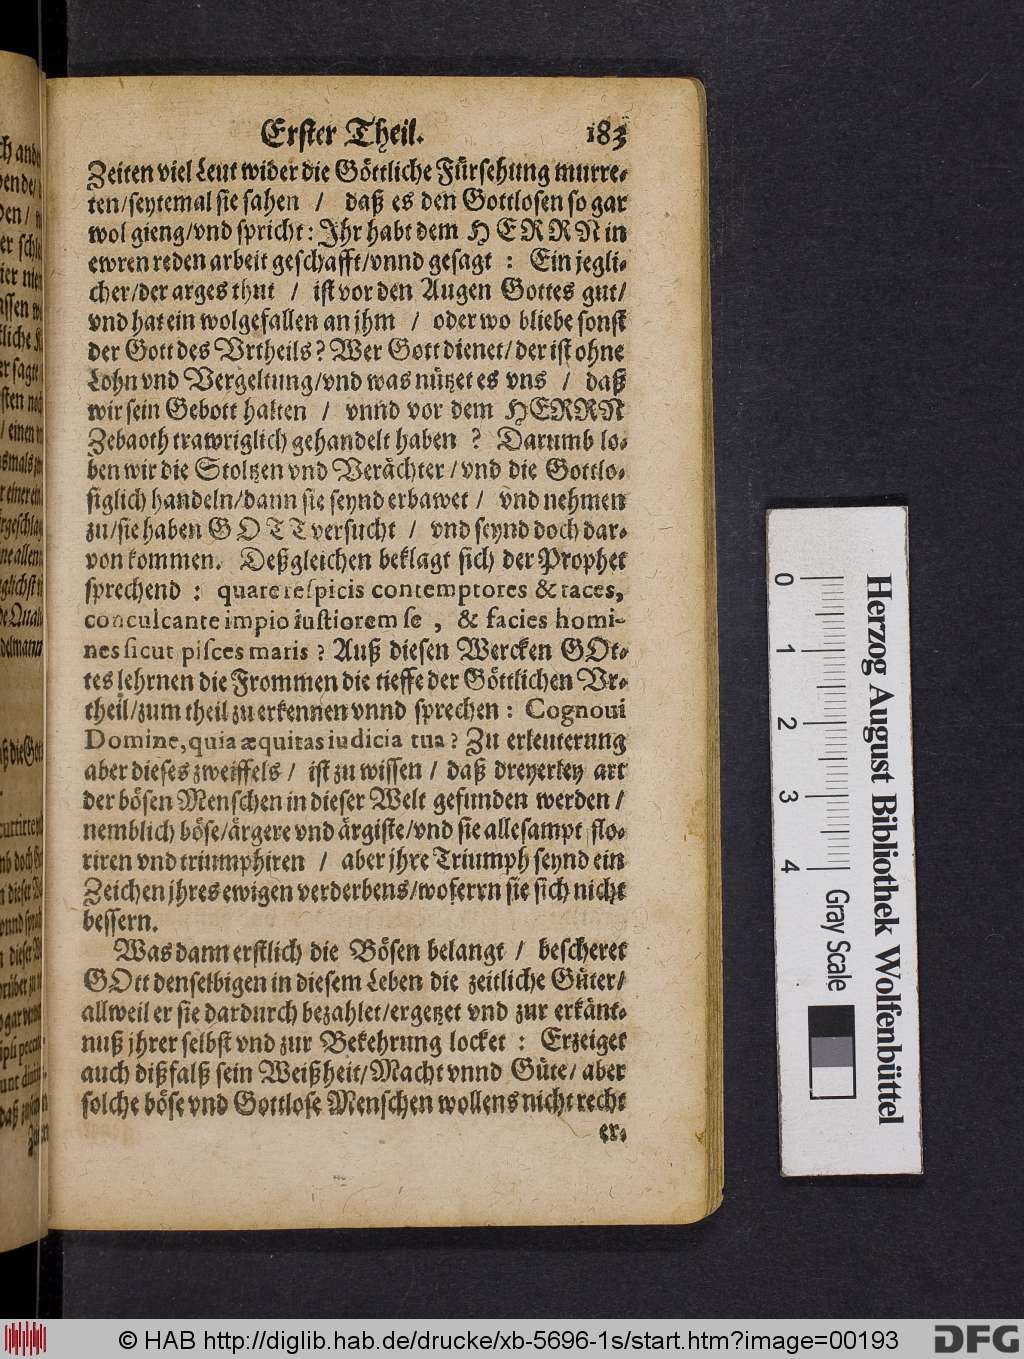 Erster Theil. 183
Zeiten viel Leut wider die Göttliche Fürsehung murre-
ten/seytemal sie sahen / daß es den Gottlosen so gar
wol gieng/vnd spricht: Jhr habt dem HERRN in
ewren reden arbeit geschafft/vnnd gesagt : Ein jegli-
cher/der arges thut / ist vor den Augen Gottes gut/
vnd hat ein wolgefallen an jhm / oder wo bliebe sonst
der Gott des Vrtheils? Wer Gott dienet/der ist ohne
Lohn vnd Vergeltung/vnd was nützet es vns / daß
wir sein Gebott halten / vnnd vor dem HERRN
Zebaoth trawriglich gehandelt haben ? Darumb lo-
ben wir die Stoltzen vnd Verächter/vnd die Gottlo-
siglich handeln/dann sie seynd erbawet / vnd nehmen
zu/sie haben GOTT versucht / vnd seynd doch dar-
von kommen. Deßgleichen beklagt sich der Prophet
sprechend : quare respicis contemptores & taces,
conculcante impio iustiorem se , & facies homi-
nes sicut pisces maris ? Auß diesen Wercken GOt-
tes lehrnen die Frommen die tieffe der Göttlichen Vr-
theil/zum theil zu erkennen vnnd sprechen : Cognoui
Domine, quia æquitas iudicia tua ? Zu erleuterung
aber dieses zweiffels / ist zu wissen / daß dreyerley art
der bösen Menschen in dieser Welt gefunden werden /
nemblich böse/ärgere vnd ärgiste/vnd sie allesampt flo-
riren vnd triumphiren / aber jhre Triumph seynd ein
Zeichen jhres ewigen verderbens/woferrn sie sich nicht
bessern.
Was dann erstlich die Bösen belangt / bescheret
GOtt denselbigen in diesem Leben die zeitliche Güter/
allweil er sie dardurch bezahlet/ergetzet vnd zur erkänt-
nuß jhrer selbst vnd zur Bekehrung locket : Erzeiget
auch dißfalß sein Weißheit/Macht vnnd Güte/ aber
solche böse vnd Gottlose Menschen wollens nicht recht
er-
0 1 2 3 4
Gray Scale
Herzog August Bibliothek Wolfenbüttel
© HAB http://diglib.hab.de/drucke/xb-5696-1s/start.htm?image=00193
DFG